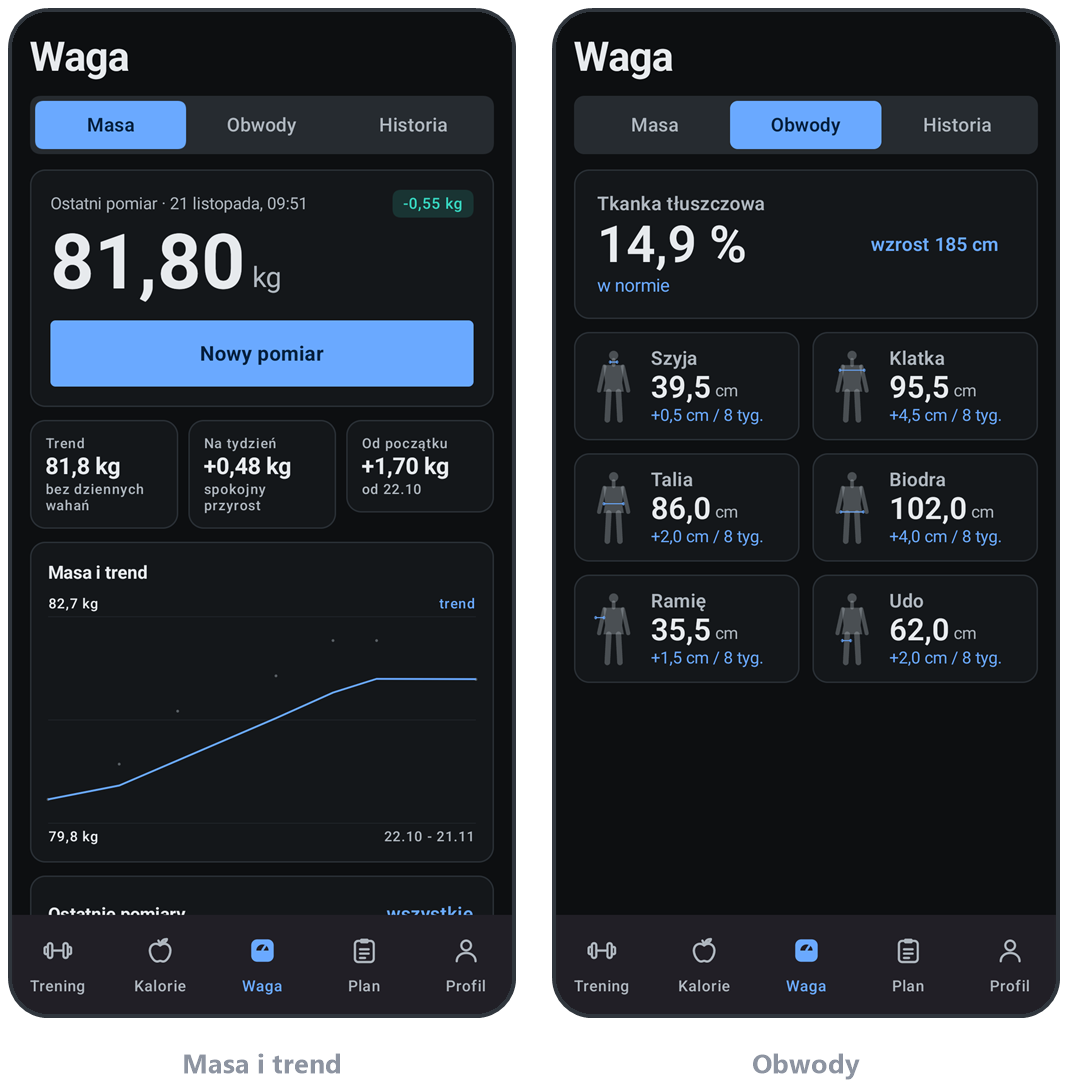 Waga
Masa
Obwody
Historia
Ostatni pomiar · 21 listopada, 09:51
-0,55 kg
81,80 kg
Nowy pomiar
Trend
81,8 kg
bez dziennych
wahań
Na tydzień
+0,48 kg
spokojny
przyrost
Od początku
+1,70 kg
od 22.10
Masa i trend
82,7 kg
trend
79,8 kg
22.10 - 21.11
Ostatnie pomiary
wszystkie
Trening
Kalorie
Waga
Plan
Profil
Masa i trend
Waga
Masa
Obwody
Historia
Tkanka tłuszczowa
14,9 %
wzrost 185 cm
w normie
Szyja
39,5 cm
+0,5 cm / 8 tyg.
Klatka
95,5 cm
+4,5 cm / 8 tyg.
Talia
86,0 cm
+2,0 cm / 8 tyg.
Biodra
102,0 cm
+4,0 cm / 8 tyg.
Ramię
35,5 cm
+1,5 cm / 8 tyg.
Udo
62,0 cm
+2,0 cm / 8 tyg.
Trening
Kalorie
Waga
Plan
Profil
Obwody